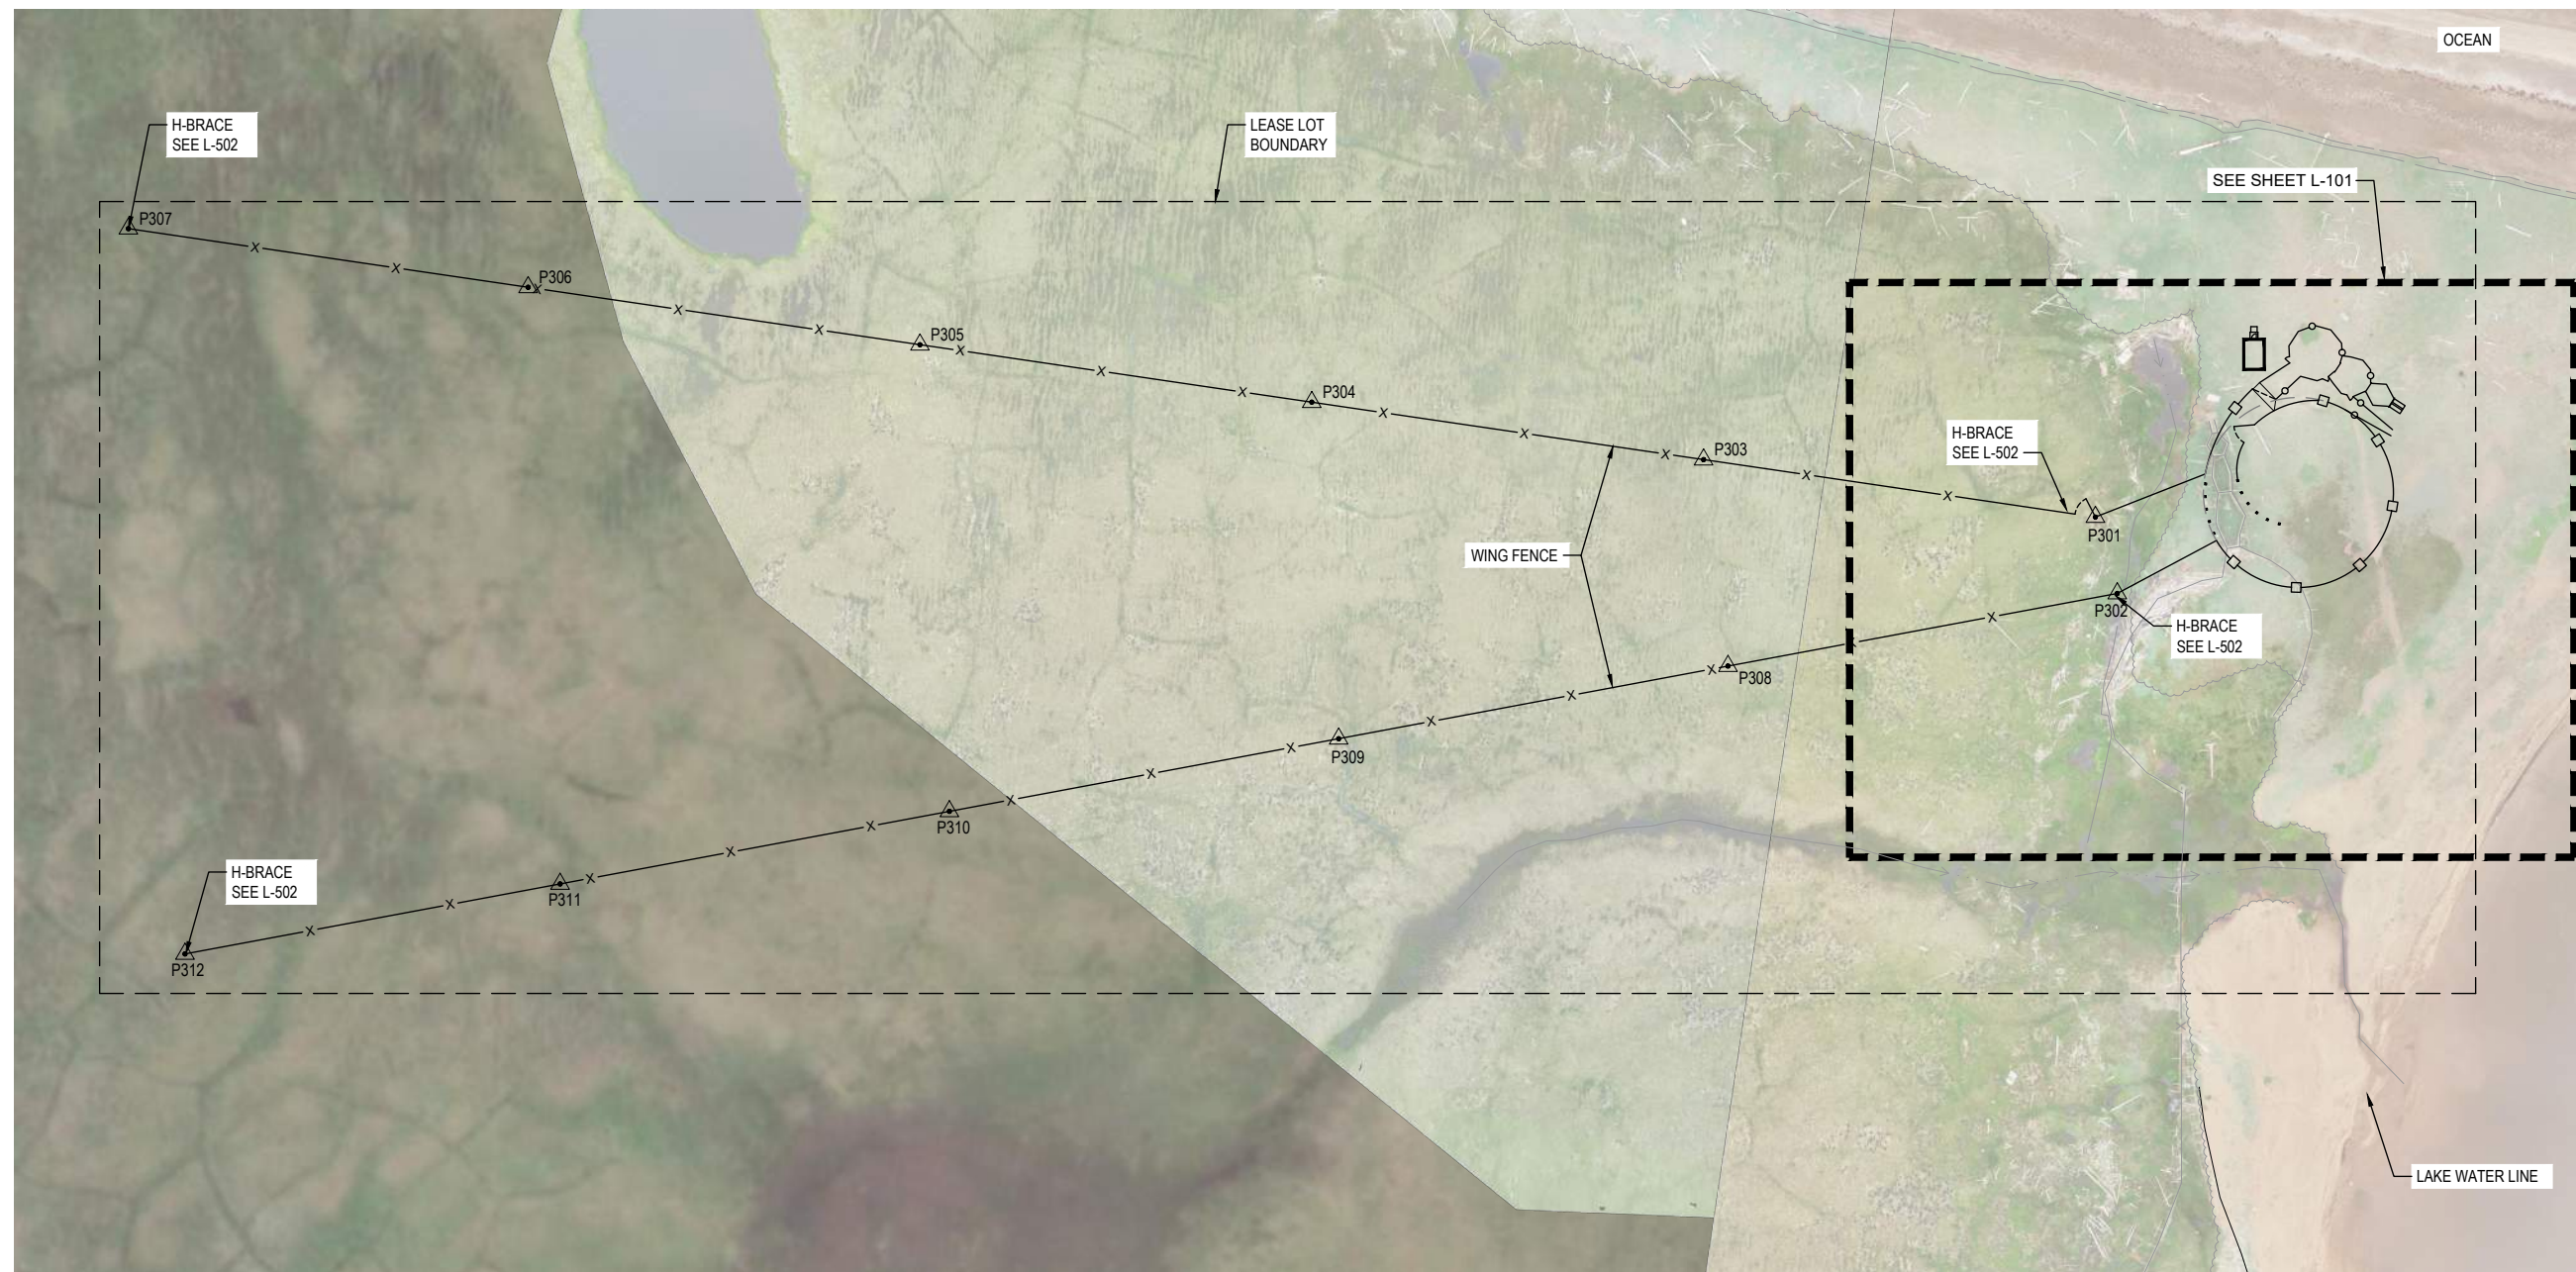 OCEAN
H-BRACE
SEE L-502
LEASE LOT
BOUNDARY
SEE SHEET L-101
P307
P306
P305
P304
P303
H-BRACE
SEE L-502
P301
WING FENCE
P302
H-BRACE
SEE L-502
P308
P309
P310
H-BRACE
SEE L-502
P311
P312
LAKE WATER LINE